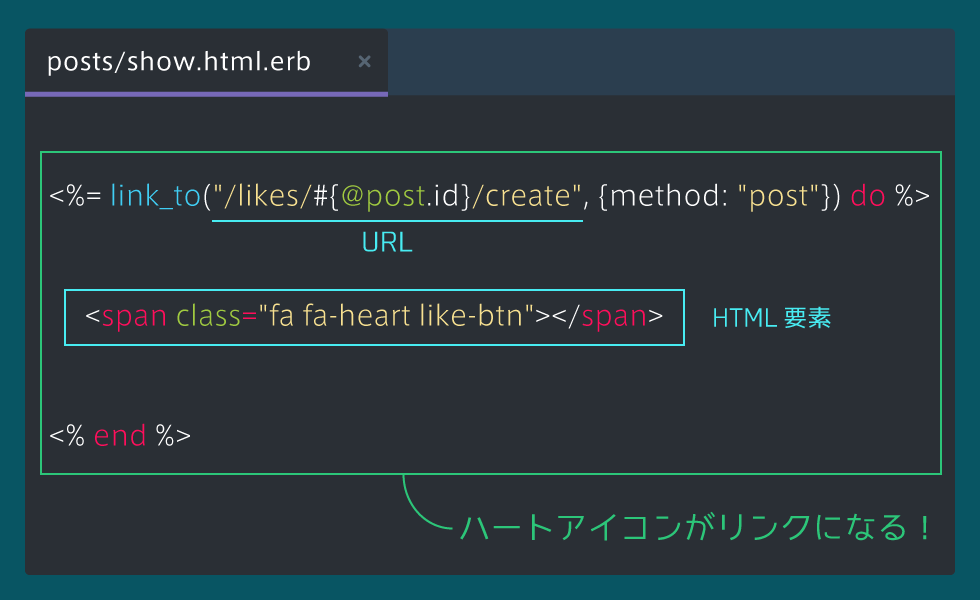 posts/show.html.erb ×
<%= link_to("/likes/#{@post.id}/create", {method: "post"}) do %>
URL
<span class="fa fa-heart like-btn"></span>
HTML 要素
<% end %>
ハートアイコンがリンクになる！